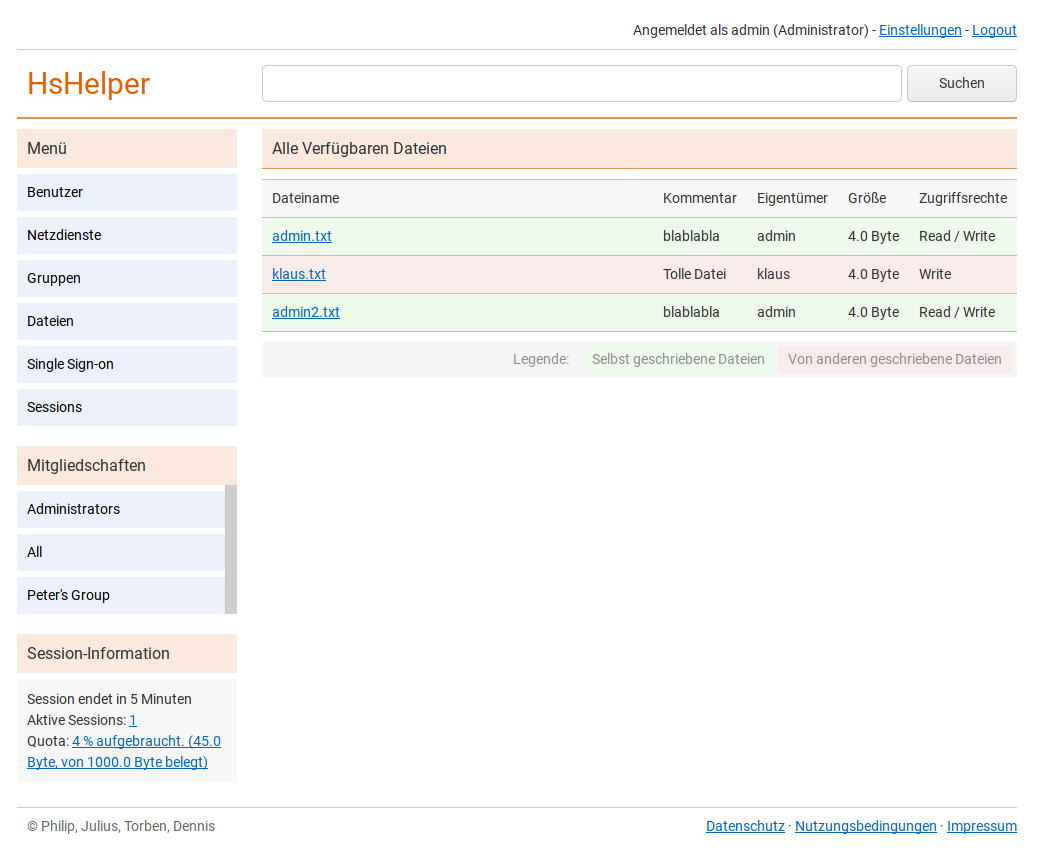 Angemeldet als admin (Administrator) - Einstellungen - Logout
HsHelper
Suchen
Menü
Benutzer
Netzdienste
Gruppen
Dateien
Single Sign-on
Sessions
Mitgliedschaften
Administrators
All
Peter's Group
Session-Information
Session endet in 5 Minuten
Aktive Sessions: 1
Quota: 4 % aufgebraucht. (45.0
Byte, von 1000.0 Byte belegt)
Alle Verfügbaren Dateien
Dateiname Kommentar Eigentümer Größe Zugriffsrechte
admin.txt blablabla admin 4.0 Byte Read / Write
klaus.txt Tolle Datei klaus 4.0 Byte Write
admin2.txt blablabla admin 4.0 Byte Read / Write
Legende: Selbst geschriebene Dateien Von anderen geschriebene Dateien
© Philip, Julius, Torben, Dennis
Datenschutz · Nutzungsbedingungen · Impressum